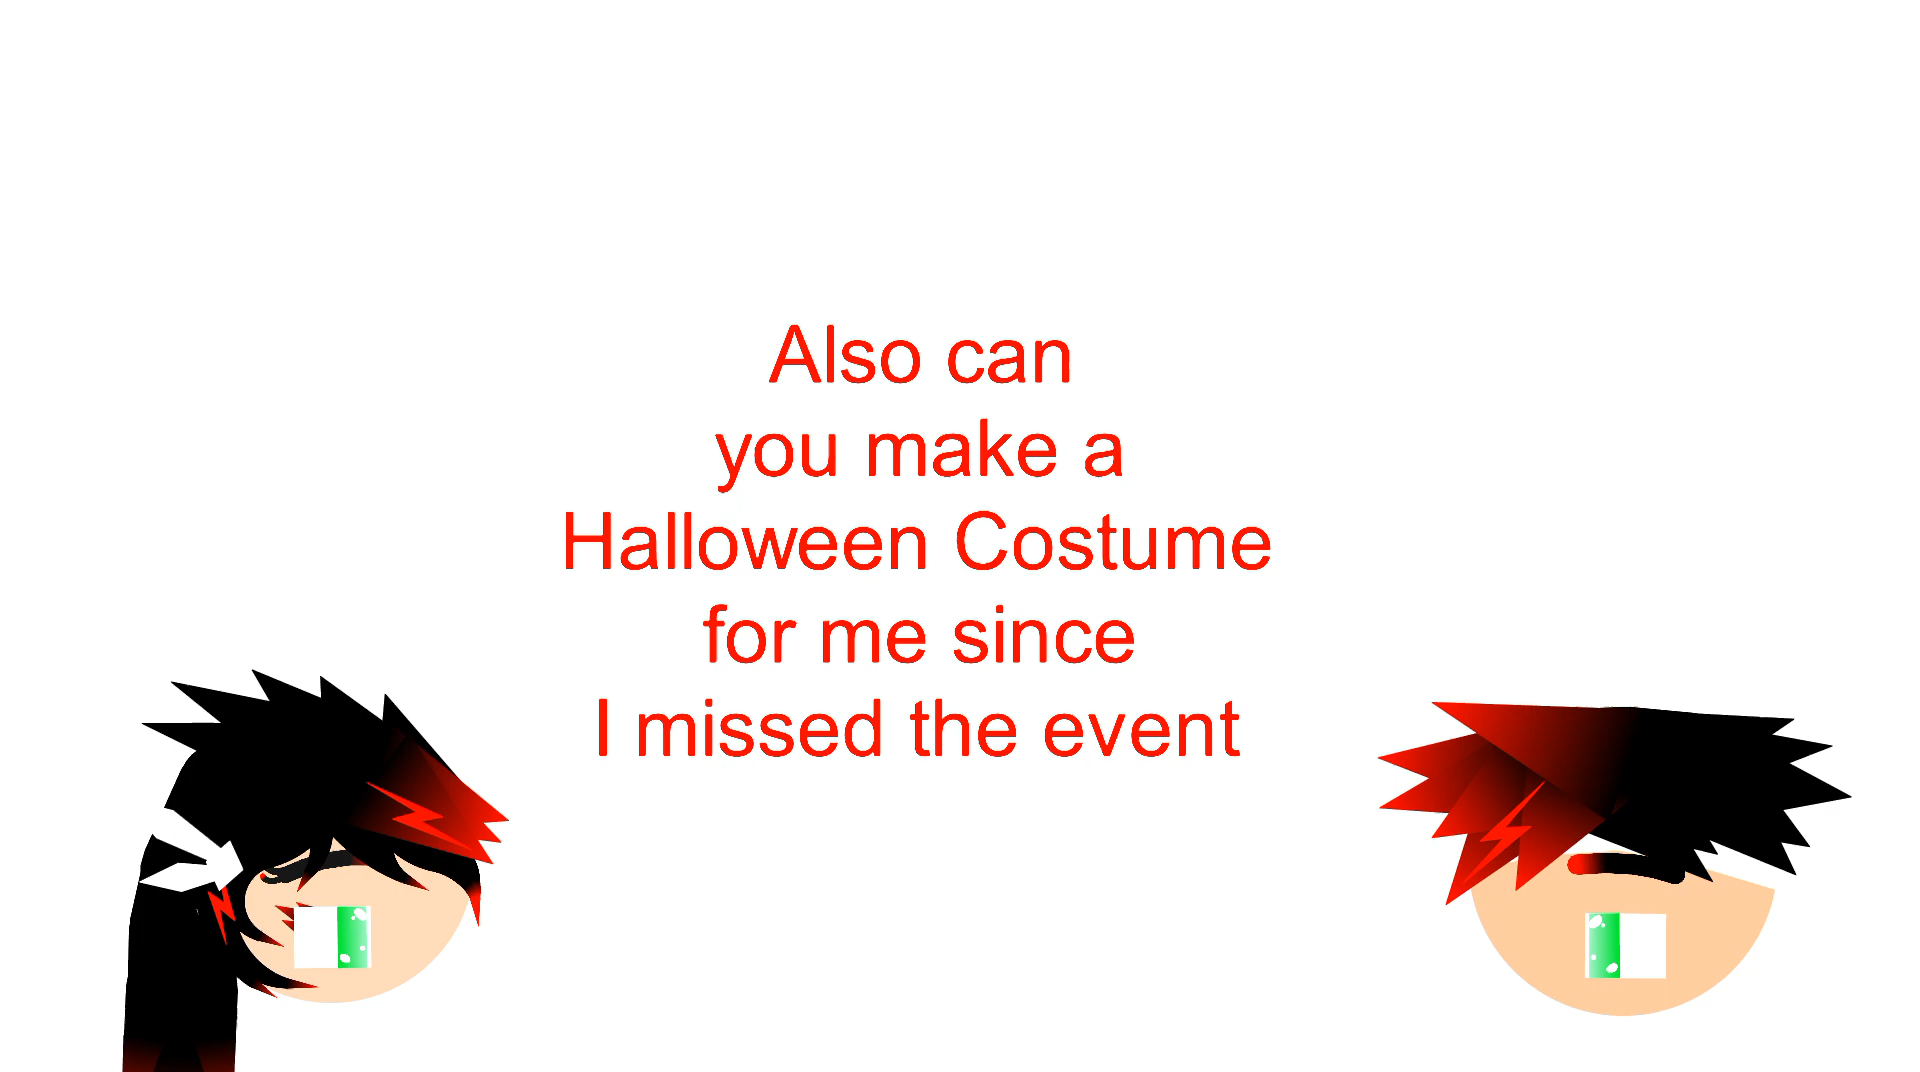 Also can
you make a
Halloween Costume
for me since
I missed the event